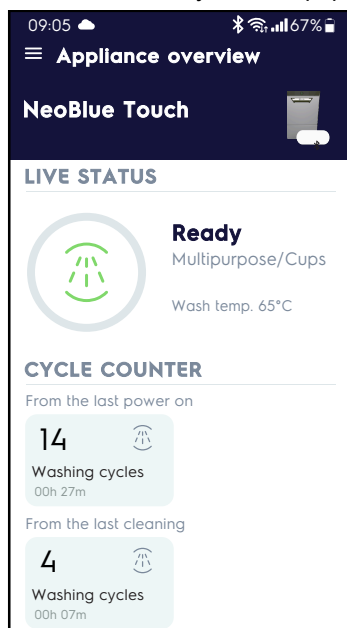 09:05 67%
Appliance overview
NeoBlue Touch
LIVE STATUS
Ready
Multipurpose/Cups
Wash temp. 65°C
CYCLE COUNTER
From the last power on
14
Washing cycles
00h 27m
From the last cleaning
4
Washing cycles
00h 07m